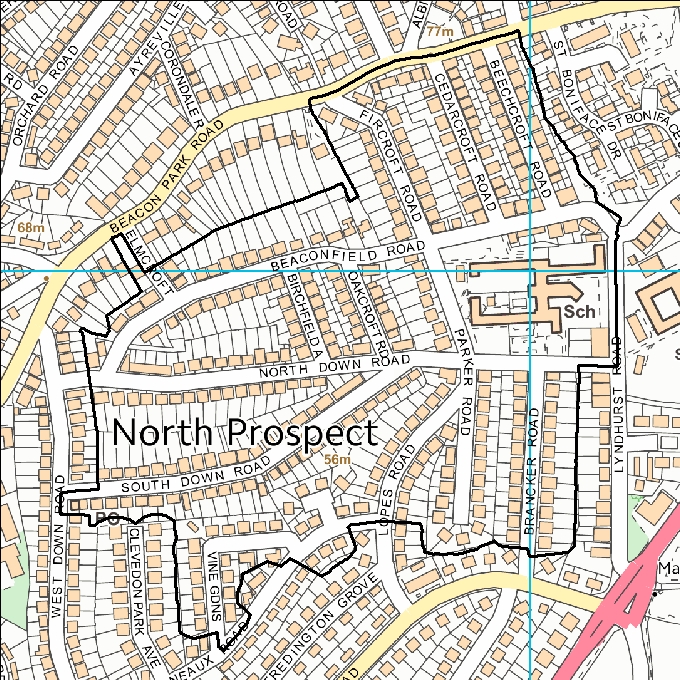 ROAD
ALB
77m
AYREVILLE
CORONDALE R
RD
ORCHARD ROAD
ST BONIFACE DR
ST BONIFACE
BEECHCROFT ROAD
CEDARCROFT ROAD
FIRCROFT ROAD
BEACON PARK ROAD
68m
ELMCROFT
BEACONFIELD ROAD
BIRCHFIELD A
OAKCROFT RD
Sch
S
PARKER ROAD
LYNDHURST ROAD
NORTH DOWN ROAD
North Prospect
56m
SOUTH DOWN ROAD
LOPES ROAD
BRANCKER ROAD
WEST DOWN ROAD
PO
CLEVEDON PARK AVE
VINE GDNS
Ma
REDINGTON GROVE
NEAUX ROAD
AD